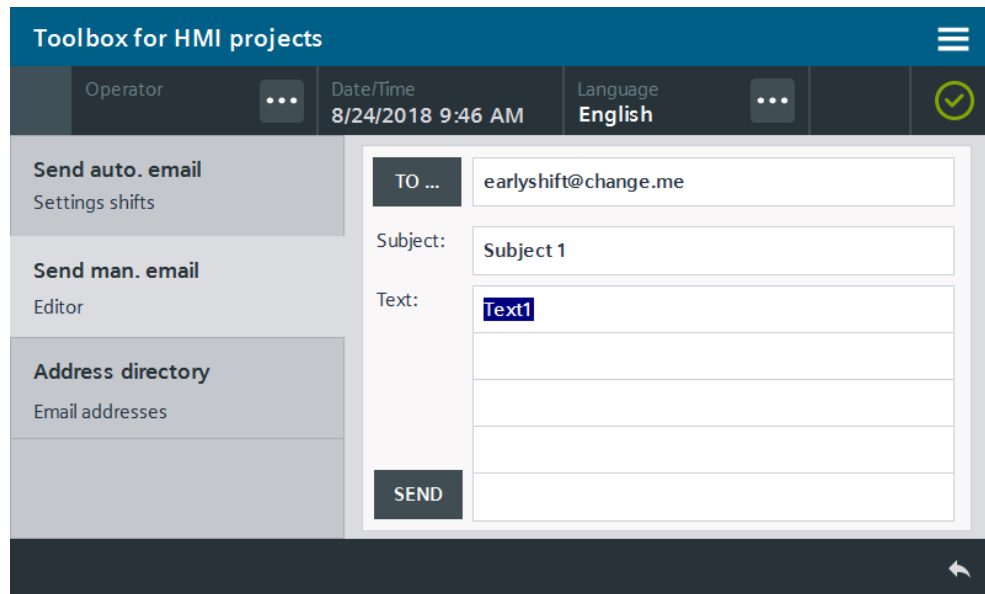 Toolbox for HMI projects
Operator
Date/Time
8/24/2018 9:46 AM
Language
English
Send auto. email
Settings shifts
Send man. email
Editor
Address directory
Email addresses
TO ...
earlyshift@change.me
Subject:
Subject 1
Text:
Text1
SEND